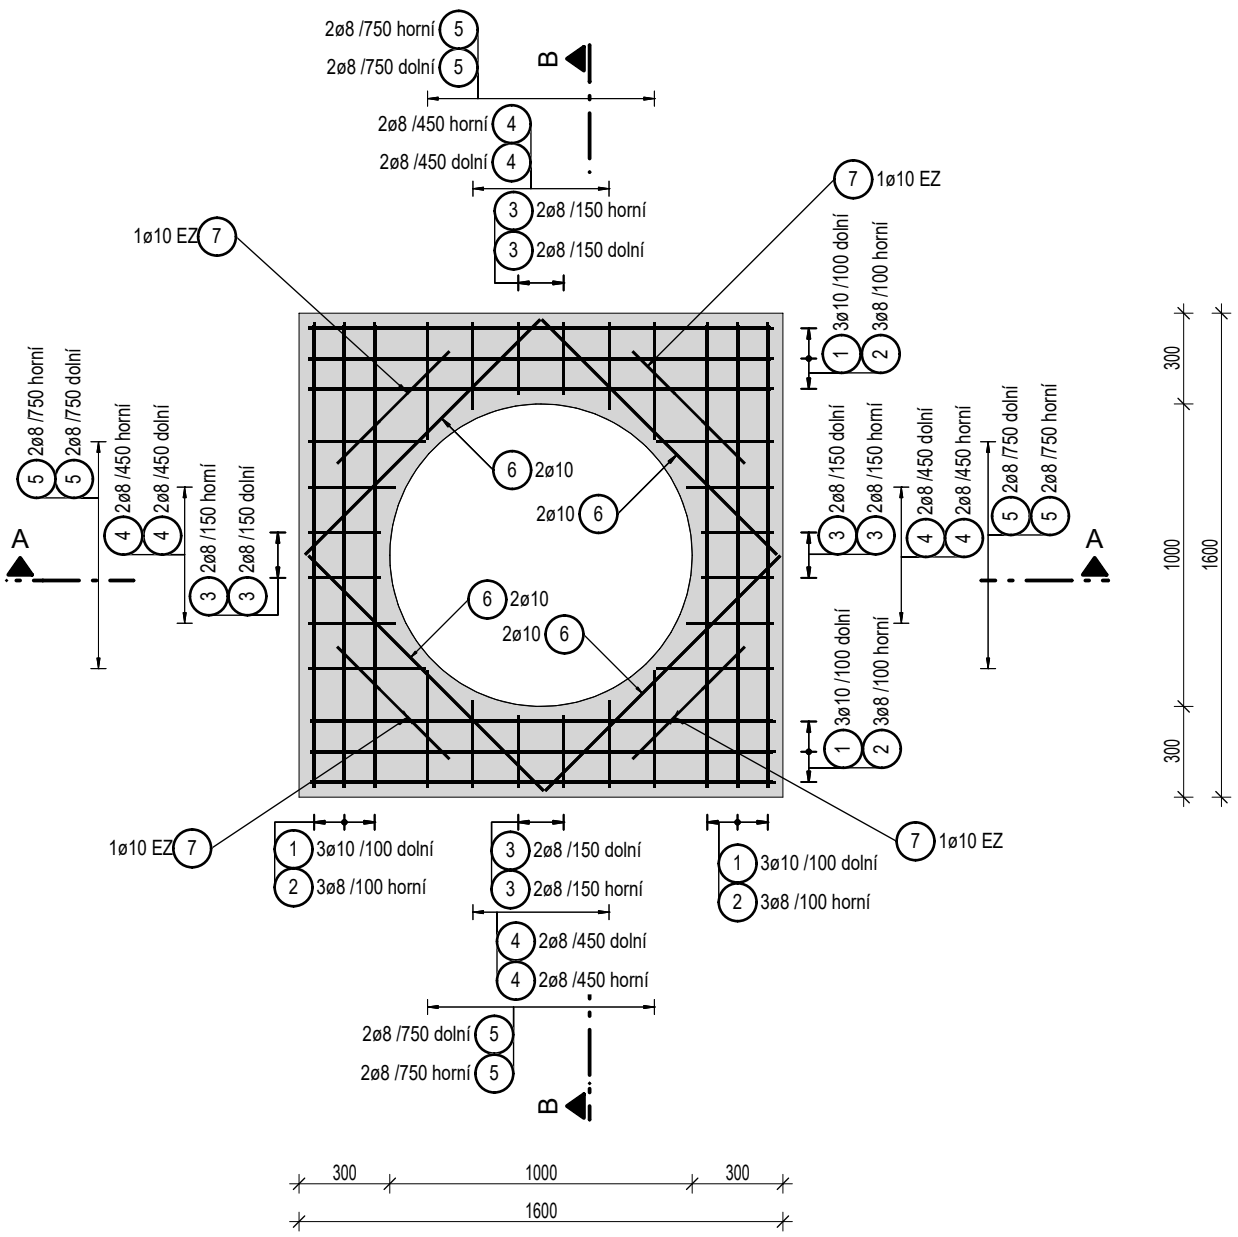 2ø8 /750 horní 5
2ø8 /750 dolní 5
B
2ø8 /450 horní 4
2ø8 /450 dolní 4
3 2ø8 /150 horní
3 2ø8 /150 dolní
7 1ø10 EZ
1ø10 EZ 7
1 3ø10 /100 dolní
2 3ø8 /100 horní
5 2ø8 /750 horní
5 2ø8 /750 dolní
4 2ø8 /450 horní
4 2ø8 /450 dolní
3 2ø8 /150 horní
3 2ø8 /150 dolní
A
6 2ø10
2ø10 6
6 2ø10
2ø10 6
3 2ø8 /150 dolní
3 2ø8 /150 horní
4 2ø8 /450 dolní
4 2ø8 /450 horní
5 2ø8 /750 dolní
5 2ø8 /750 horní
A
1 3ø10 /100 dolní
2 3ø8 /100 horní
300
1000
300
1600
1ø10 EZ 7
7 1ø10 EZ
1 3ø10 /100 dolní
2 3ø8 /100 horní
3 2ø8 /150 dolní
3 2ø8 /150 horní
1 3ø10 /100 dolní
2 3ø8 /100 horní
4 2ø8 /450 dolní
4 2ø8 /450 horní
2ø8 /750 dolní 5
2ø8 /750 horní 5
B
300 1000 300
1600